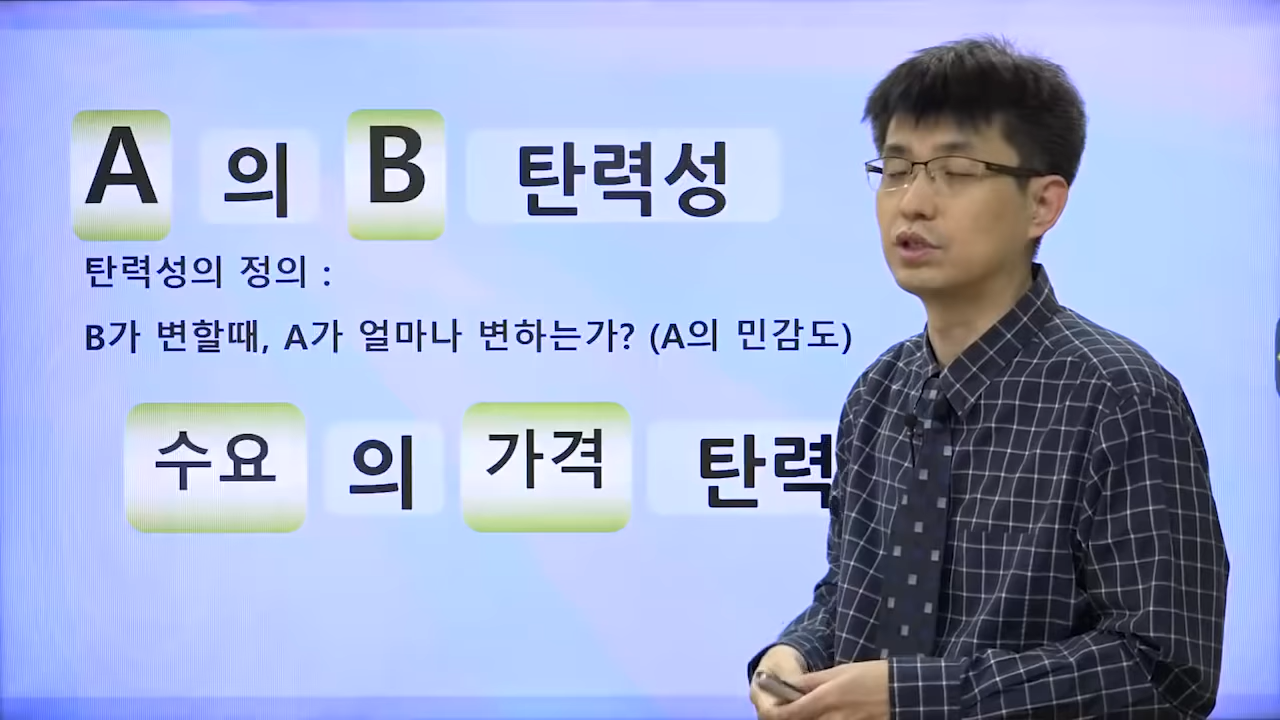 A 의 B 탄력성
탄력성의 정의 :
B가 변할때, A가 얼마나 변하는가? (A의 민감도)
수요 의 가격 탄력